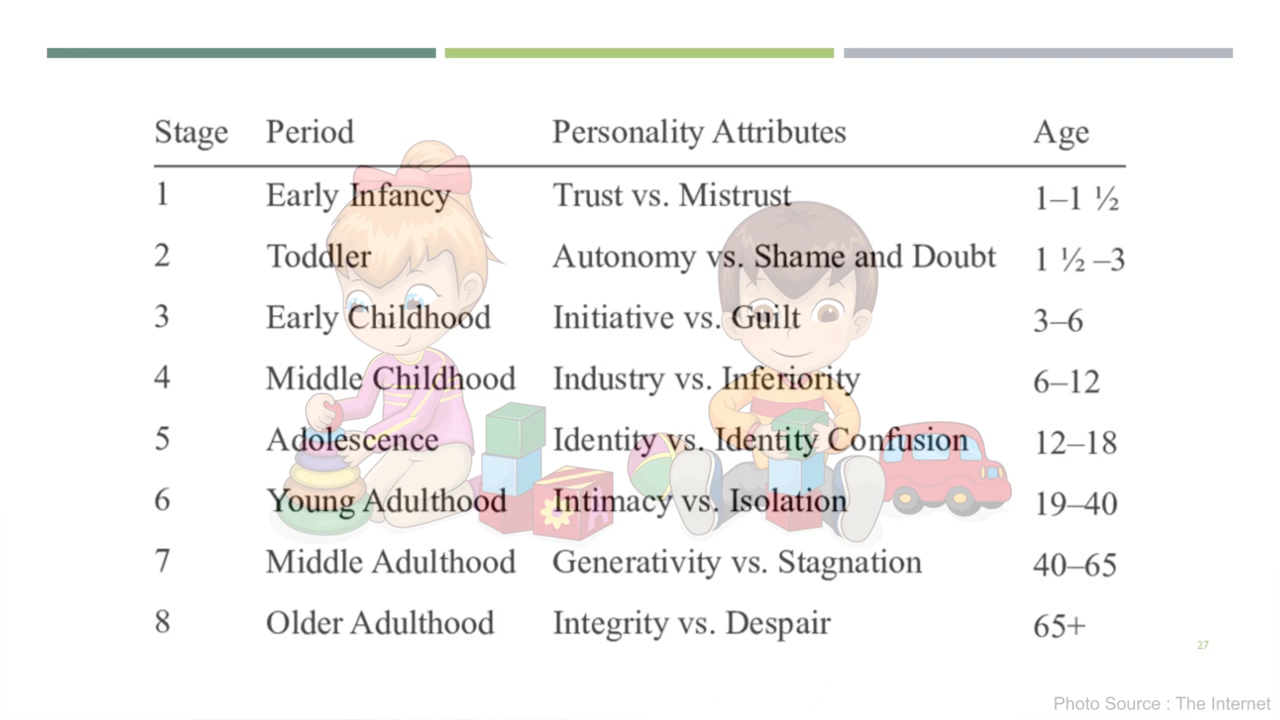 Stage Period Personality Attributes Age
1 Early Infancy Trust vs. Mistrust 1–1 ½
2 Toddler Autonomy vs. Shame and Doubt 1 ½ –3
3 Early Childhood Initiative vs. Guilt 3–6
4 Middle Childhood Industry vs. Inferiority 6–12
5 Adolescence Identity vs. Identity Confusion 12–18
6 Young Adulthood Intimacy vs. Isolation 19–40
7 Middle Adulthood Generativity vs. Stagnation 40–65
8 Older Adulthood Integrity vs. Despair 65+
27
Photo Source : The Internet